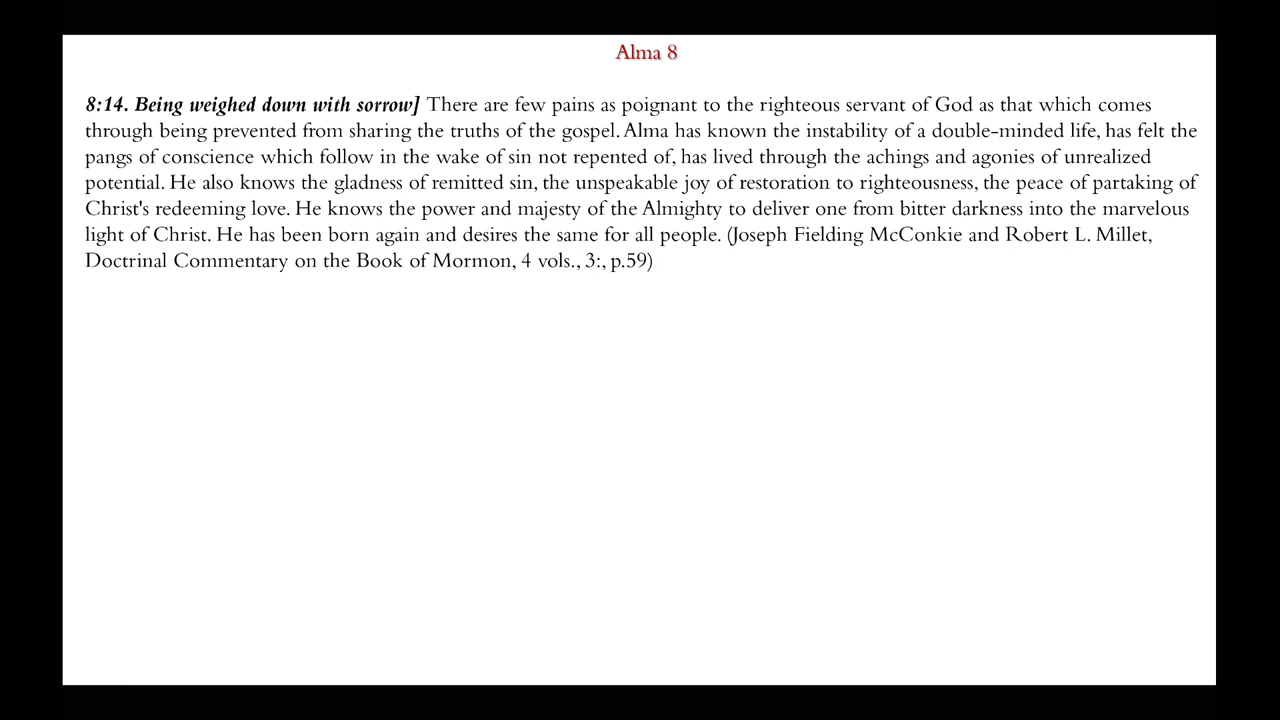 Alma 8
8:14. Being weighed down with sorrow] There are few pains as poignant to the righteous servant of God as that which comes
through being prevented from sharing the truths of the gospel. Alma has known the instability of a double-minded life, has felt the
pangs of conscience which follow in the wake of sin not repented of, has lived through the achings and agonies of unrealized
potential. He also knows the gladness of remitted sin, the unspeakable joy of restoration to righteousness, the peace of partaking of
Christ's redeeming love. He knows the power and majesty of the Almighty to deliver one from bitter darkness into the marvelous
light of Christ. He has been born again and desires the same for all people. (Joseph Fielding McConkie and Robert L. Millet,
Doctrinal Commentary on the Book of Mormon, 4 vols., 3:, p.59)